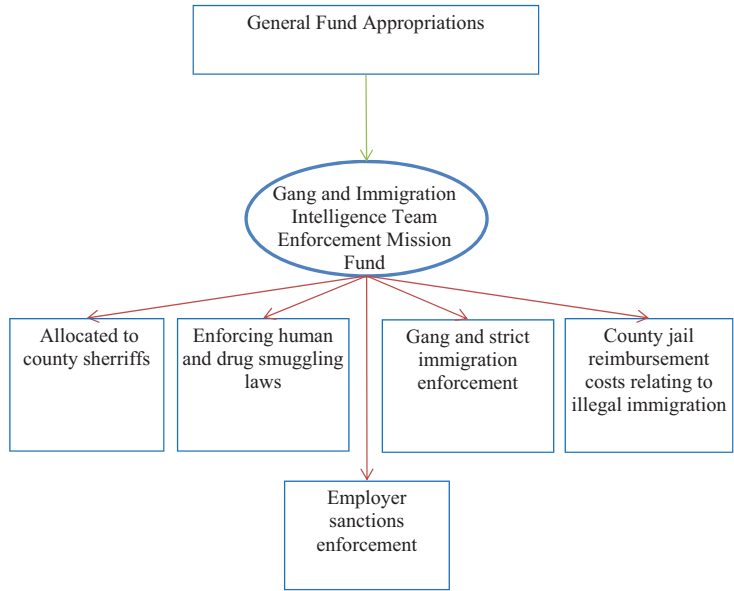 General Fund Appropriations
Gang and Immigration
Intelligence Team
Enforcement Mission
Fund
Allocated to
county sherriffs
Enforcing human
and drug smuggling
laws
Gang and strict
immigration
enforcement
County jail
reimbursement
costs relating to
illegal immigration
Employer
sanctions
enforcement